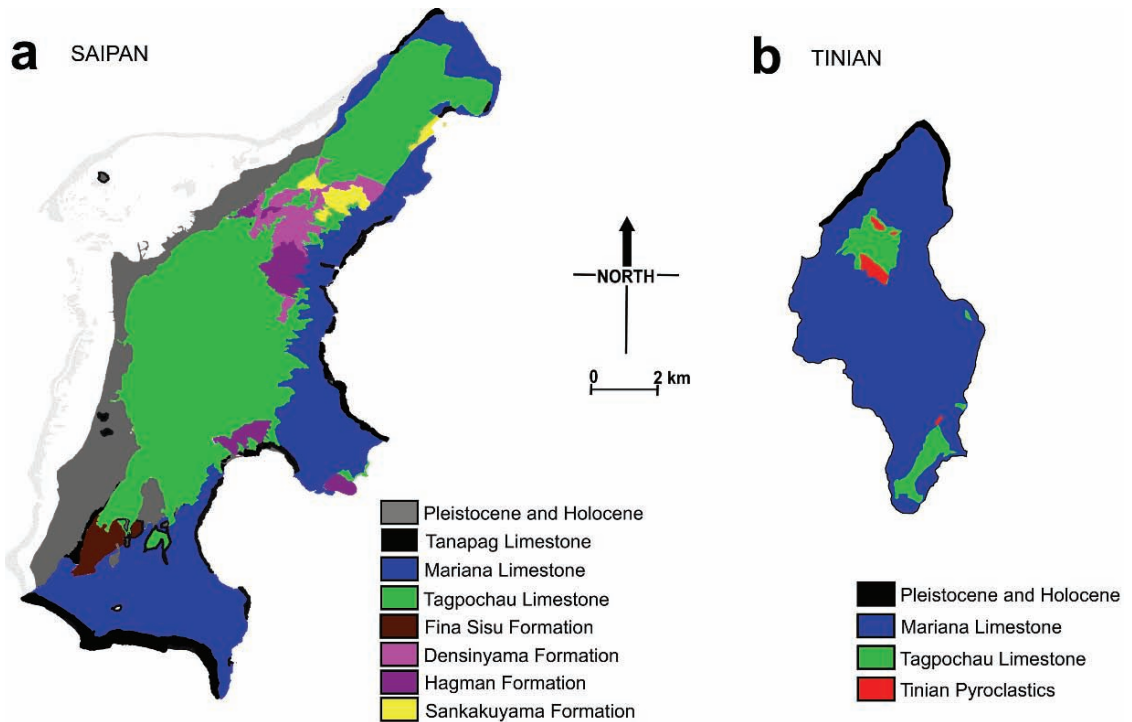 a SAIPAN
b TINIAN
NORTH
0 2 km
Pleistocene and Holocene
Tanapag Limestone
Mariana Limestone
Tagpochau Limestone
Fina Sisu Formation
Densinyama Formation
Hagman Formation
Sankakuyama Formation
Pleistocene and Holocene
Mariana Limestone
Tagpochau Limestone
Tinian Pyroclastics